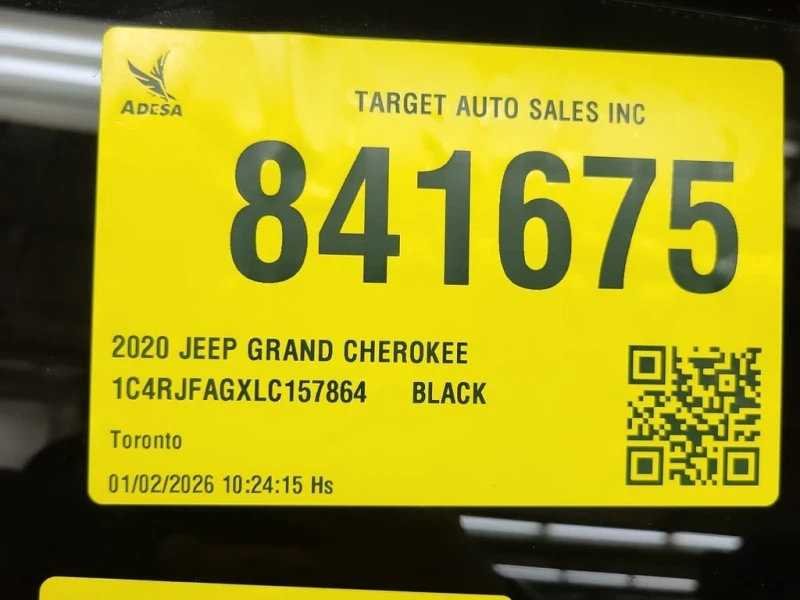 ADESA
TARGET AUTO SALES INC
841675
2020 JEEP GRAND CHEROKEE
1C4RJFAGXLC157864 BLACK
Toronto
01/02/2026 10:24:15 Hs